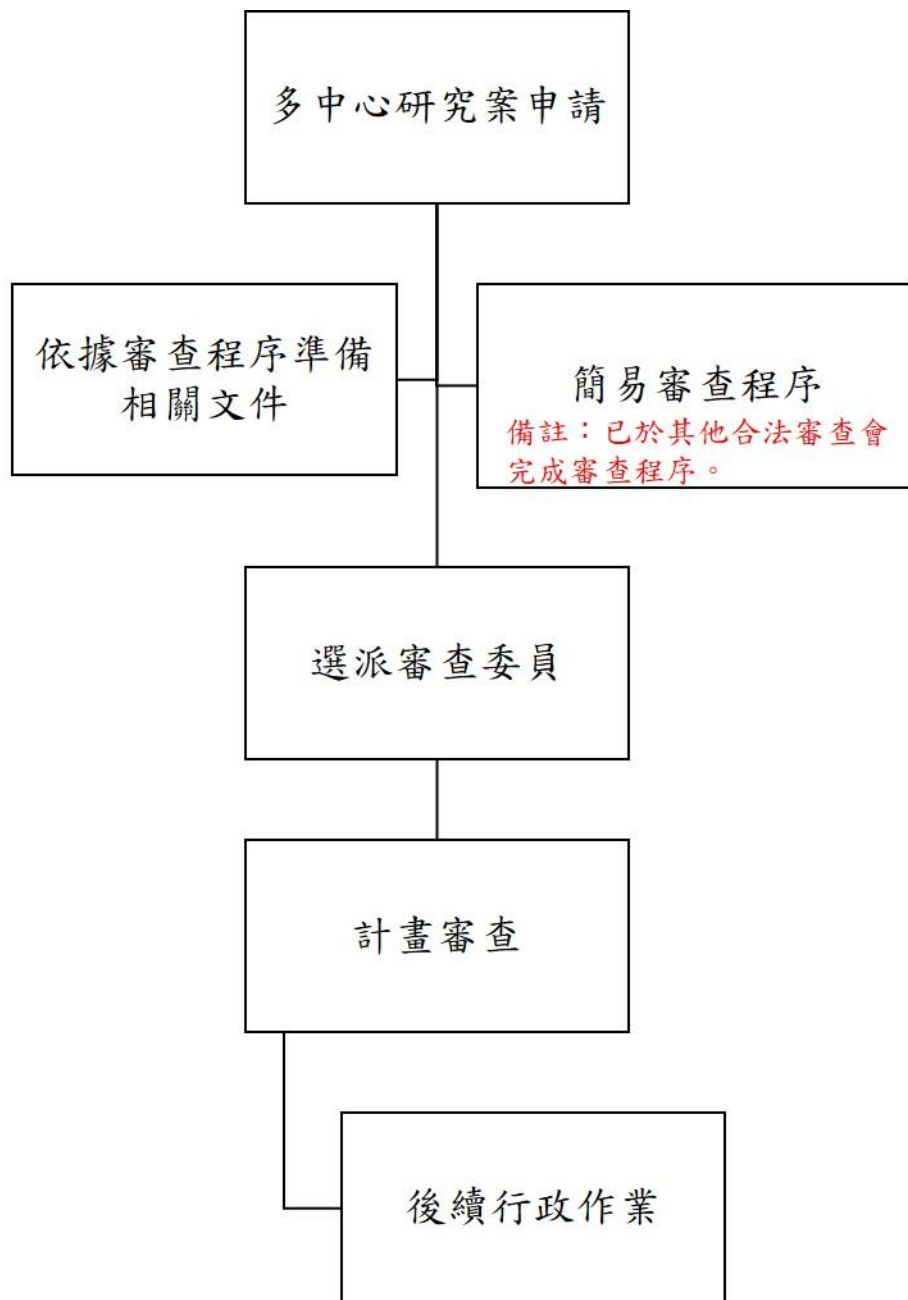 多中心研究案申請
依據審查程序準備
相關文件
簡易審查程序
備註：已於其他合法審查會
完成審查程序。
選派審查委員
計畫審查
後續行政作業